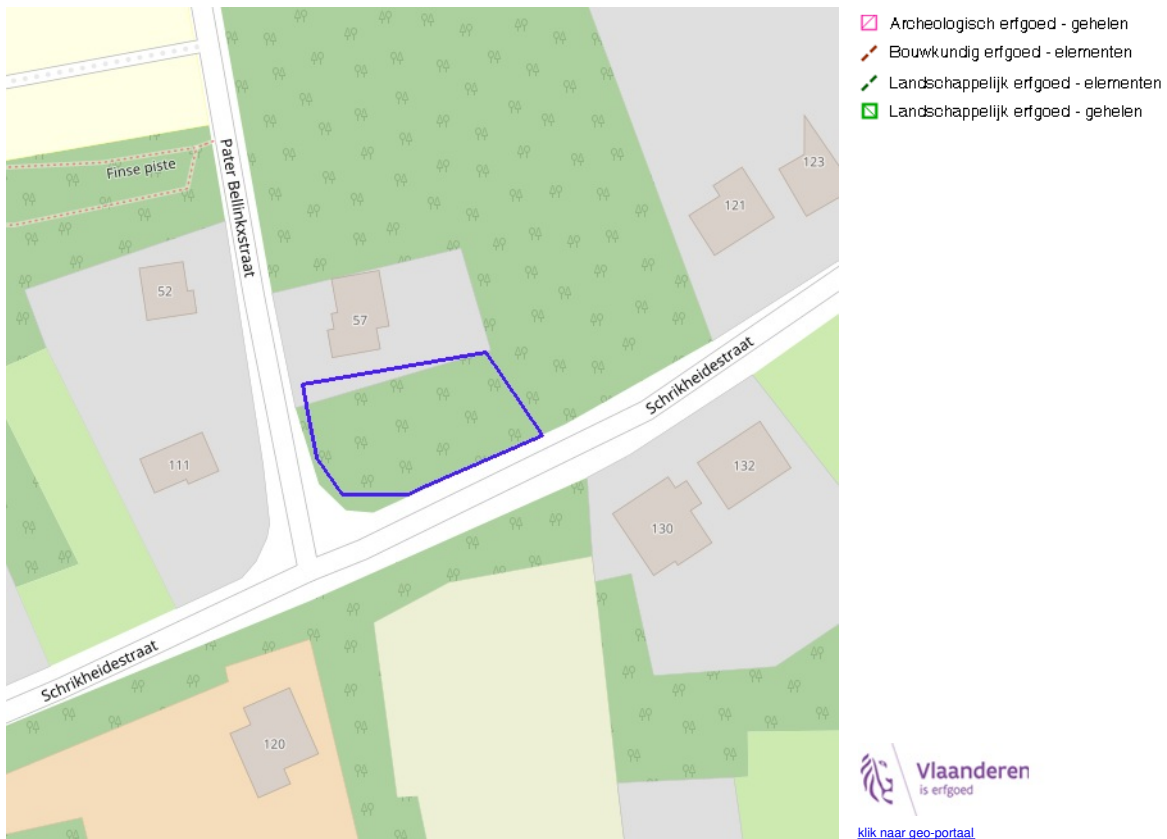 Archeologisch erfgoed - gehelen
Bouwkundig erfgoed - elementen
Landschappelijk erfgoed - elementen
Landschappelijk erfgoed - gehelen
Finse piste
Pater Bellinkxstraat
123
121
52
57
Schrikheidestraat
111
132
130
Schrikheidestraat
120
Vlaanderen
is erfgoed
klik naar geo-portaal